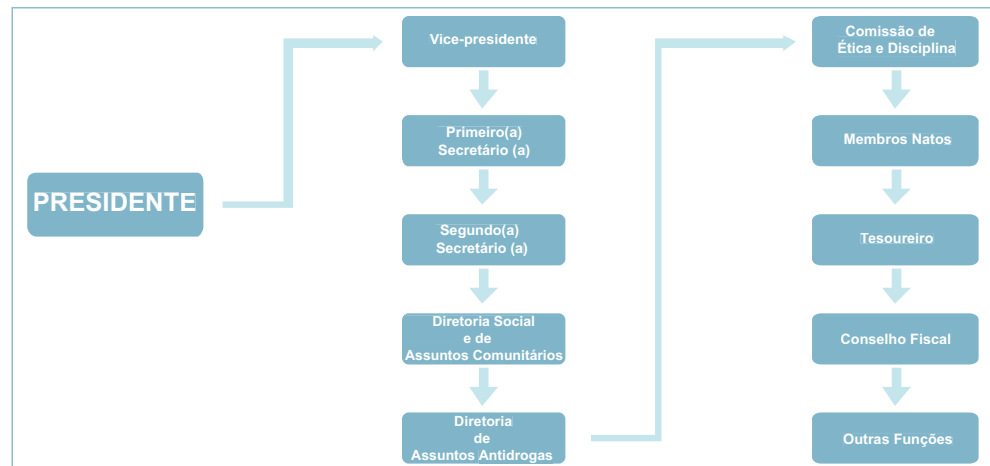 PRESIDENTE
Vice-presidente
Primeiro(a)
Secretário (a)
Segundo(a)
Secretário (a)
Diretoria Social
e de
Assuntos Comunitários
Diretoria
de
Assuntos Antidrogas
Comissão de
Ética e Disciplina
Membros Natos
Tesoureiro
Conselho Fiscal
Outras Funções